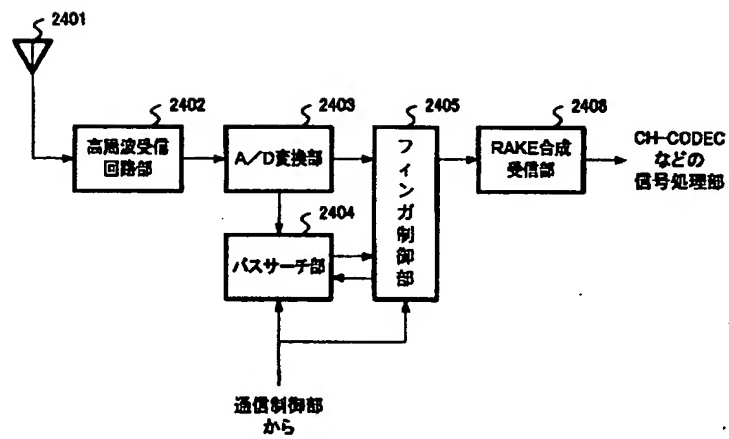 2401
2402
高周波受信
回路部
2403
A/D変換部
2404
パスサーチ部
2405
フィンガ制御部
2408
RAKE合成
受信部
CH-CODEC
などの
信号処理部
通信制御部
から